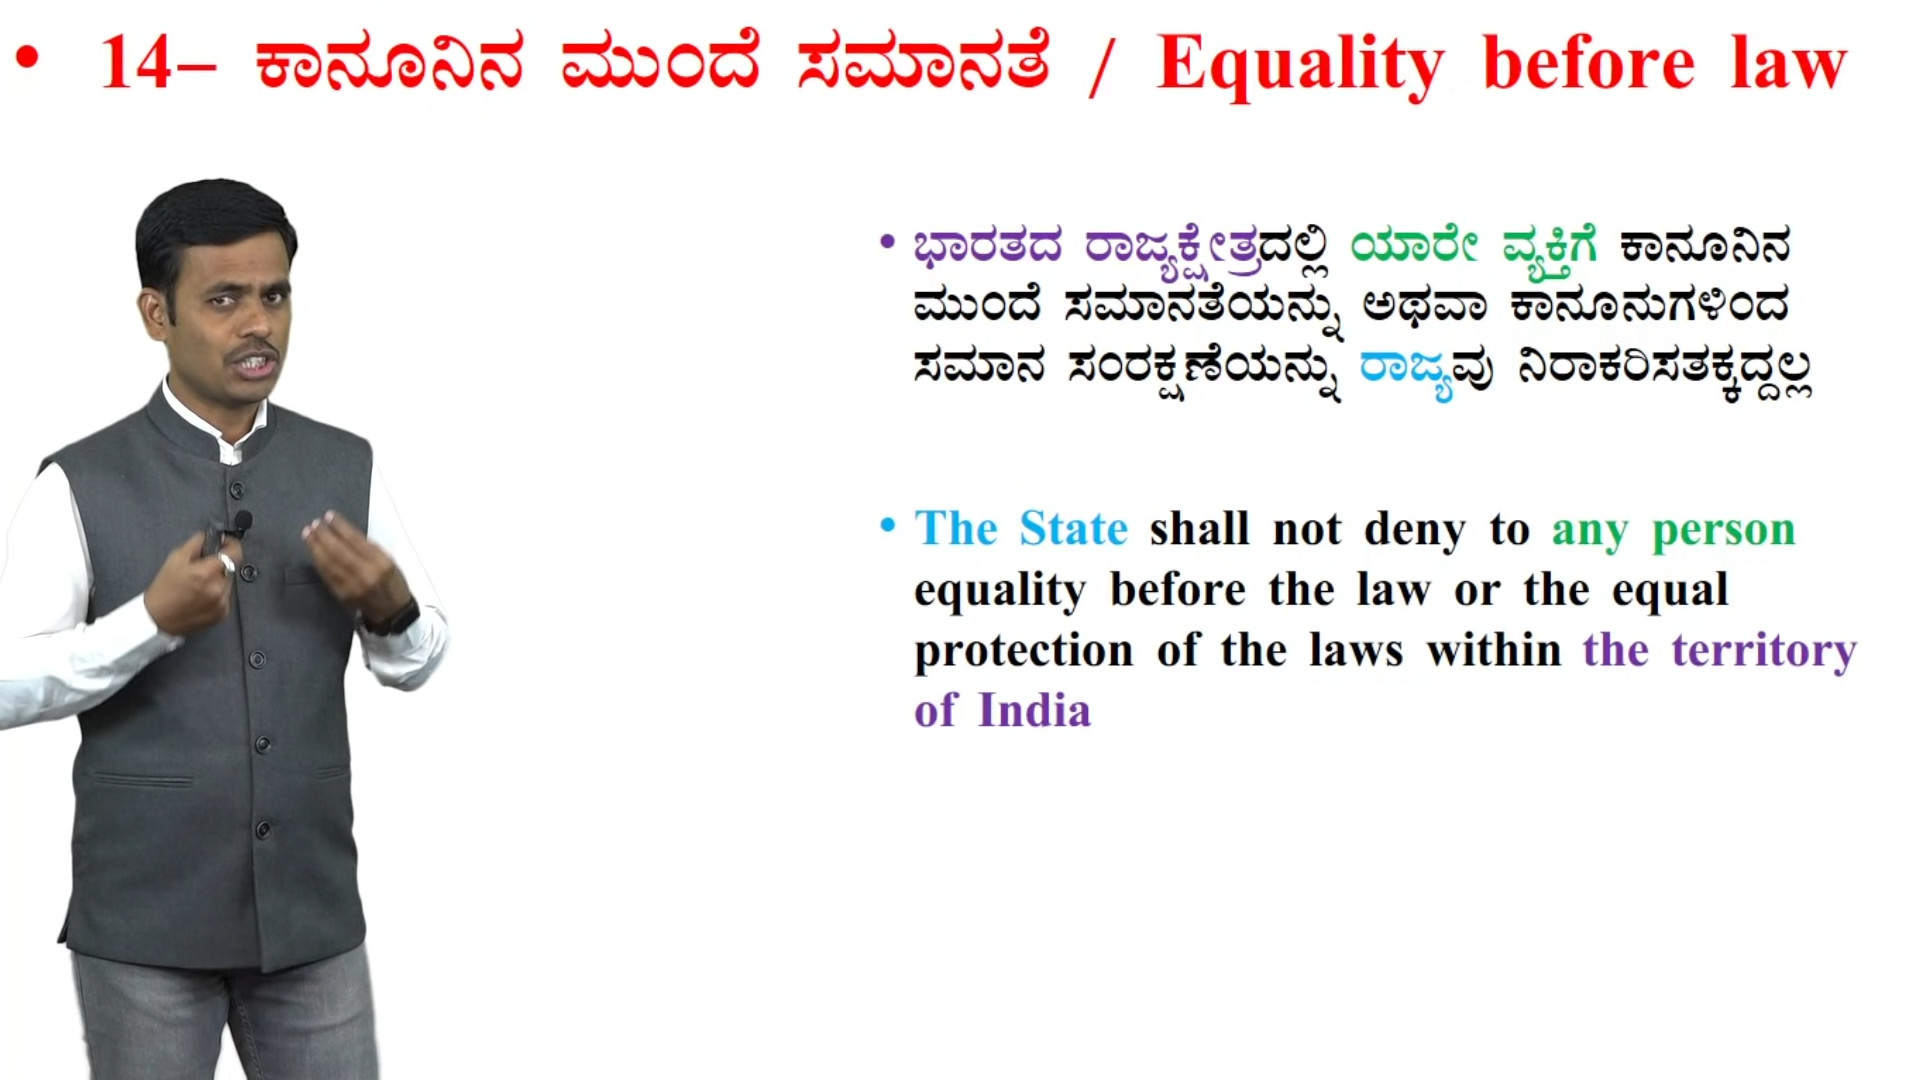 • 14– ಕಾನೂನಿನ ಮುಂದೆ ಸಮಾನತೆ / Equality before law
• ಭಾರತದ ರಾಜ್ಯಕ್ಷೇತ್ರದಲ್ಲಿ ಯಾರೇ ವ್ಯಕ್ತಿಗೆ ಕಾನೂನಿನ
ಮುಂದೆ ಸಮಾನತೆಯನ್ನು ಅಥವಾ ಕಾನೂನುಗಳಿಂದ
ಸಮಾನ ಸಂರಕ್ಷಣೆಯನ್ನು ರಾಜ್ಯವು ನಿರಾಕರಿಸತಕ್ಕದ್ದಲ್ಲ
• The State shall not deny to any person
equality before the law or the equal
protection of the laws within the territory
of India